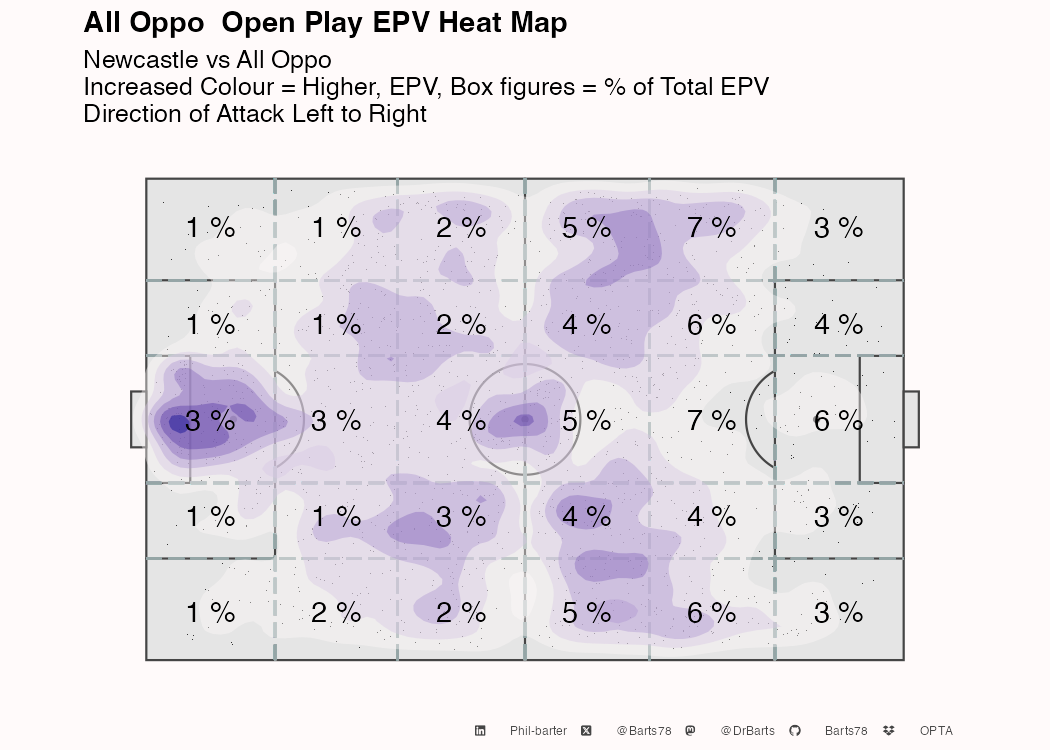 All Oppo  Open Play EPV Heat Map
Newcastle vs All Oppo
Increased Colour = Higher, EPV, Box figures = % of Total EPV
Direction of Attack Left to Right
1 % 1 % 2 % 5 % 7 % 3 %
1 % 1 % 2 % 4 % 6 % 4 %
3 % 3 % 4 % 5 % 7 % 6 %
1 % 1 % 3 % 4 % 4 % 3 %
1 % 2 % 2 % 5 % 6 % 3 %
Phil-barter @Barts78 @DrBarts Barts78 OPTA